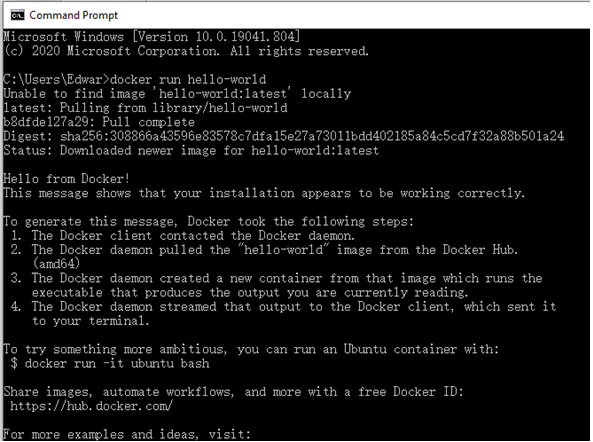 Command Prompt
Microsoft Windows [Version 10.0.19041.804]
(c) 2020 Microsoft Corporation. All rights reserved.
C:\Users\Edwar>docker run hello-world
Unable to find image 'hello-world:latest' locally
latest: Pulling from library/hello-world
b8dfde127a29: Pull complete
Digest: sha256:308866a43596e83578c7dfa15e27a73011bdd402185a84c5cd7f32a88b501a24
Status: Downloaded newer image for hello-world:latest
Hello from Docker!
This message shows that your installation appears to be working correctly.
To generate this message, Docker took the following steps:
1. The Docker client contacted the Docker daemon.
2. The Docker daemon pulled the "hello-world" image from the Docker Hub.
(amd64)
3. The Docker daemon created a new container from that image which runs the
executable that produces the output you are currently reading.
4. The Docker daemon streamed that output to the Docker client, which sent it
to your terminal.
To try something more ambitious, you can run an Ubuntu container with:
$ docker run -it ubuntu bash
Share images, automate workflows, and more with a free Docker ID:
https://hub.docker.com/
For more examples and ideas, visit: